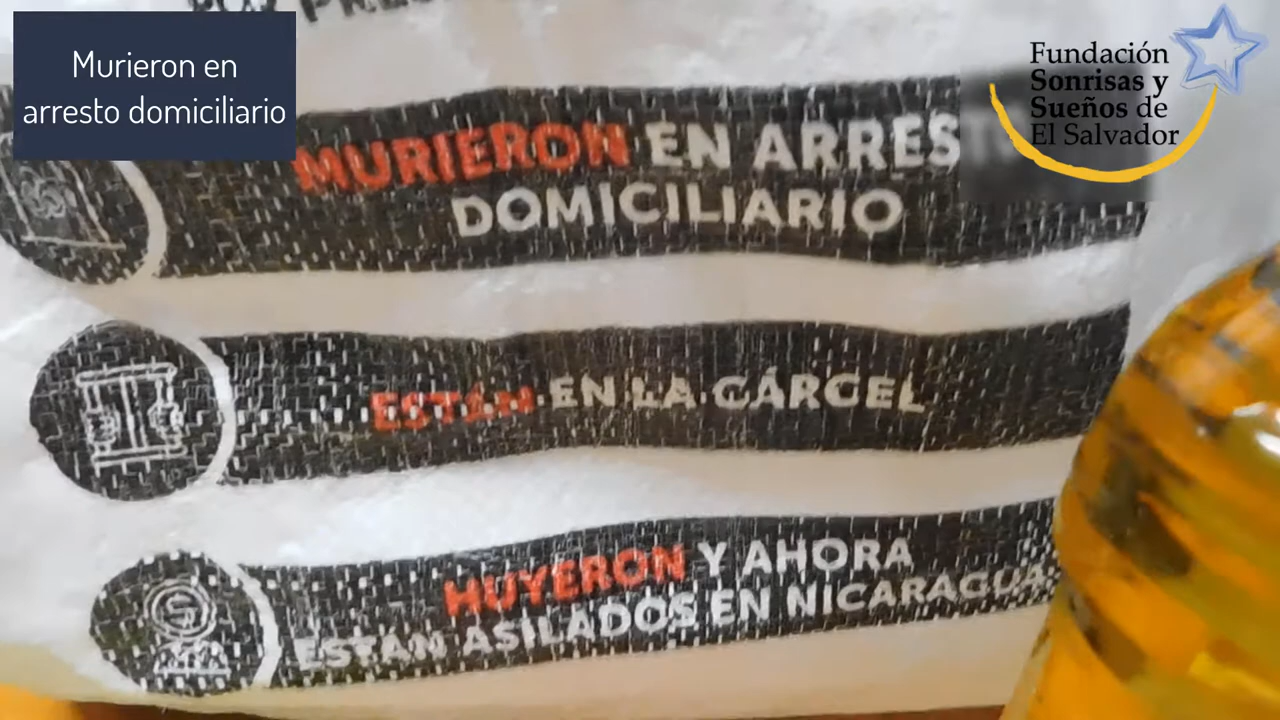 Murieron en
arresto domiciliario
Fundación
Sonrisas y
Sueños de
El Salvador
MURIERON EN ARRESTO
DOMICILIARIO
ESTÁN EN LA CÁRCEL
HUYERON Y AHORA
ESTÁN ASILADOS EN NICARAGUA